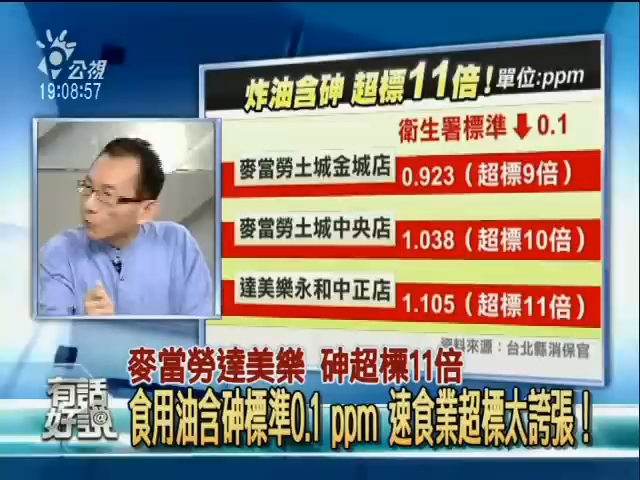 公視
19:08:57
炸油含砷 超標11倍! 單位:ppm
衛生署標準⬇0.1
麥當勞土城金城店 0.923 (超標9倍)
麥當勞土城中央店 1.038 (超標10倍)
達美樂永和中正店 1.105 (超標11倍)
資料來源:台北縣消保官
麥當勞達美樂 砷超標11倍
有話好說@
食用油含砷標準0.1 ppm 速食業超標太誇張!